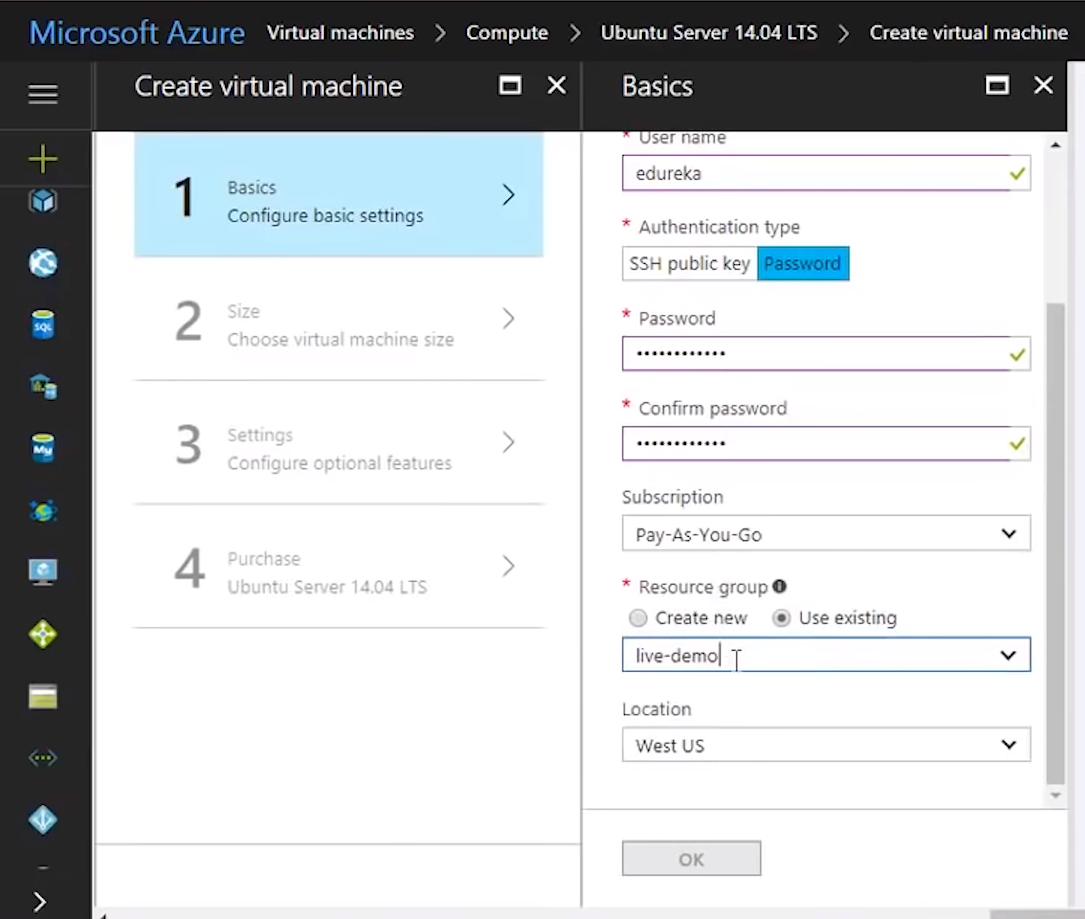 Microsoft Azure Virtual machines > Compute > Ubuntu Server 14.04 LTS > Create virtual machine
Create virtual machine
1
Basics
Configure basic settings
2
Size
Choose virtual machine size
3
Settings
Configure optional features
4
Purchase
Ubuntu Server 14.04 LTS
Basics
* User name
edureka
* Authentication type
SSH public key Password
* Password
••••••••••••
* Confirm password
••••••••••••
Subscription
Pay-As-You-Go
* Resource group
Create new Use existing
live-demo
Location
West US
OK
SQL
My